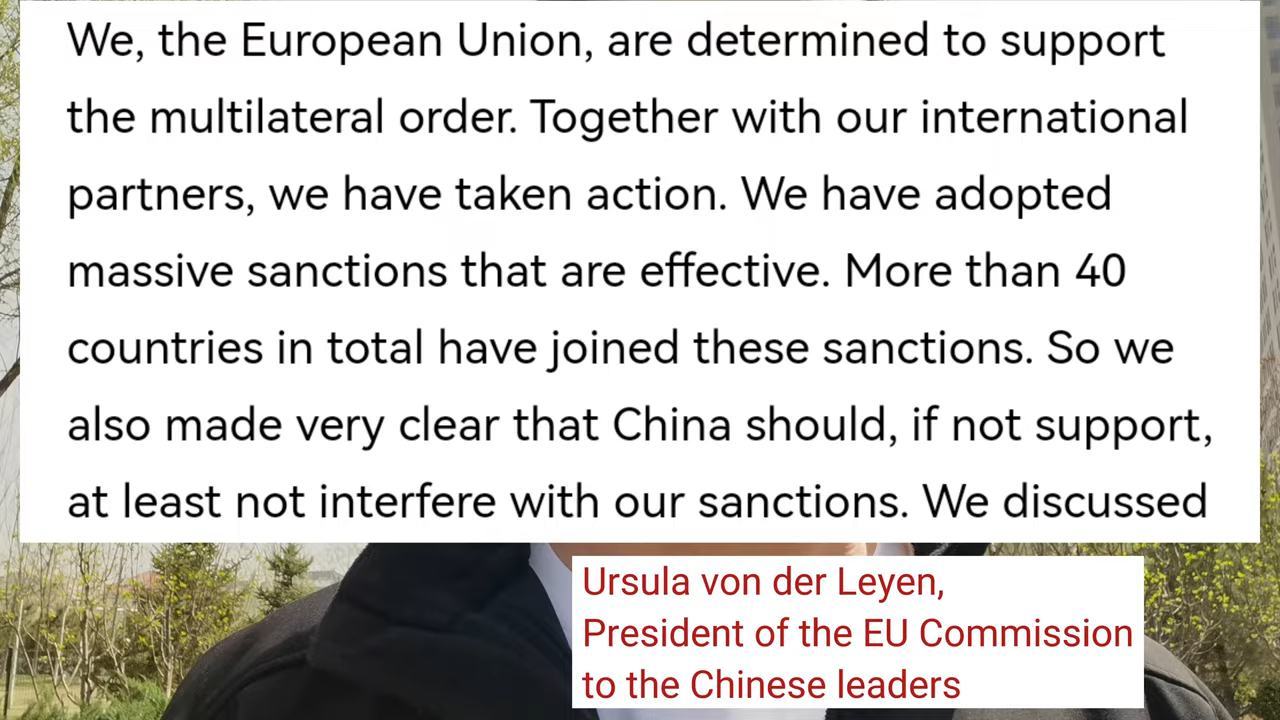 We, the European Union, are determined to support
the multilateral order. Together with our international
partners, we have taken action. We have adopted
massive sanctions that are effective. More than 40
countries in total have joined these sanctions. So we
also made very clear that China should, if not support,
at least not interfere with our sanctions. We discussed
Ursula von der Leyen,
President of the EU Commission
to the Chinese leaders